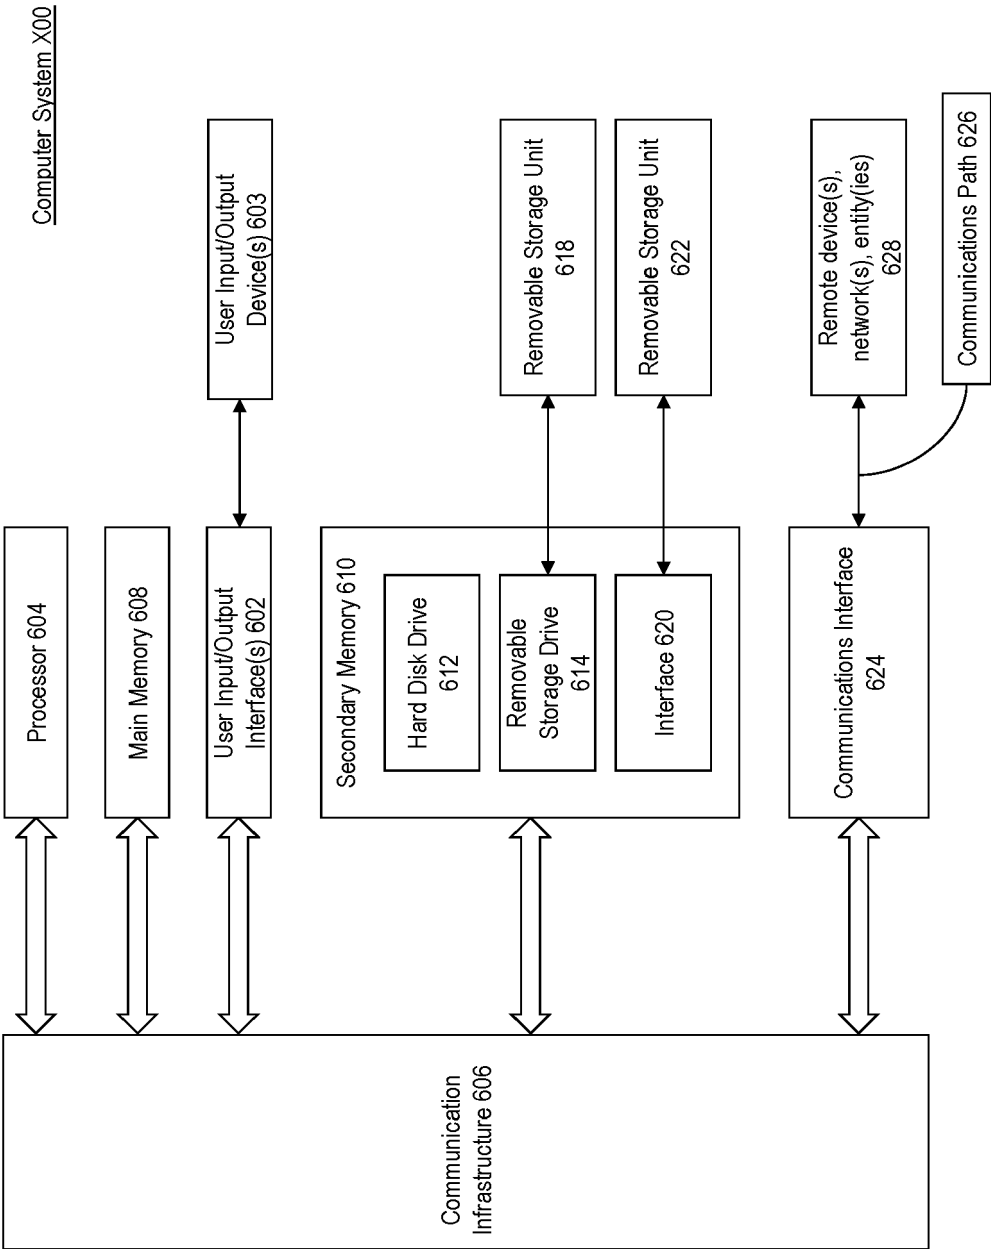 Computer System X00
Processor 604
Main Memory 608
User Input/Output
Interface(s) 602
User Input/Output
Device(s) 603
Communication
Infrastructure 606
Secondary Memory 610
Hard Disk Drive
612
Removable
Storage Drive
614
Removable Storage Unit
618
Interface 620
Removable Storage Unit
622
Communications Interface
624
Remote device(s),
network(s), entity(ies)
628
Communications Path 626